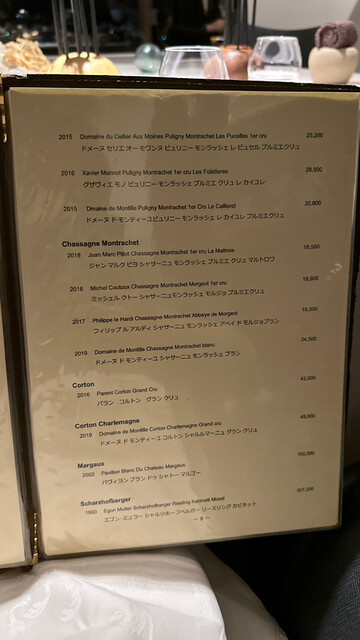 2015 Domaine du Cellier Aux Moines Puligny Montrachet Les Pucelles 1er cru 25,200
ドメーヌ セリエ オー モワンヌ ピュリニー モンラッシェ レ ピュセル プルミエクリュ
2016 Xavier Monnot Puligny Montrachet 1er cru Les Folatieres 28,000
グザヴィエ モノ ピュリニー モンラッシェ プルミエ クリュ レ カイユレ
2015 Dmaine de Montille Puligny Montrachet 1er Cru Le Cailleret 30,800
ドメーヌ ド モンティーユピュリニー モンラッシェ レ カイユレ プルミエクリュ
Chassagne Montrachet
2018 Jean Marc Pillot Chassagne Montrachet 1er cru La Maltroie 18,500
ジャン マルク ピヨ シャサーニュ モンラッシェ プルミエ クリュ マルトロワ
2016 Michel Coutoux Chassagne Montrachet Morgeot 1er cru 19,900
ミッシェル クトー シャサーニュモンラッシェ モルジョ プルミエクリュ
2017 Philippe le Hardi Chassagne Montrachet Abbeye de Morgeot 19,300
フィリップ ル アルディ シャサーニュ モンラッシェ アベイ ド モルジョブラン
2019 Domaine de Montille Chassagne Montrachet blanc 24,500
ドメーヌ ド モンティーユ シャサーニュ モンラッシェ ブラン
Corton
2016 Parent Corton Grand Cru 42,000
パラン コルトン グラン クリュ
Corton Charlemagne
2018 Domaine de Montille Corton Charlemagne Grand cru 49,000
ドメーヌ ド モンティーユ コルトン シャルルマーニュ グラン クリュ
Margaux
2002 Pavillon Blanc Du Chateau Margaux
パヴィヨン ブラン ドゥ シャトー マルゴー
Scharzhofberger
1990 Egon Muller Scharzhofberger Riesling Kabinett Mosel
エゴン・ミュラー シャルツホーフベルガー リースリング カビネット
~ 8 ~